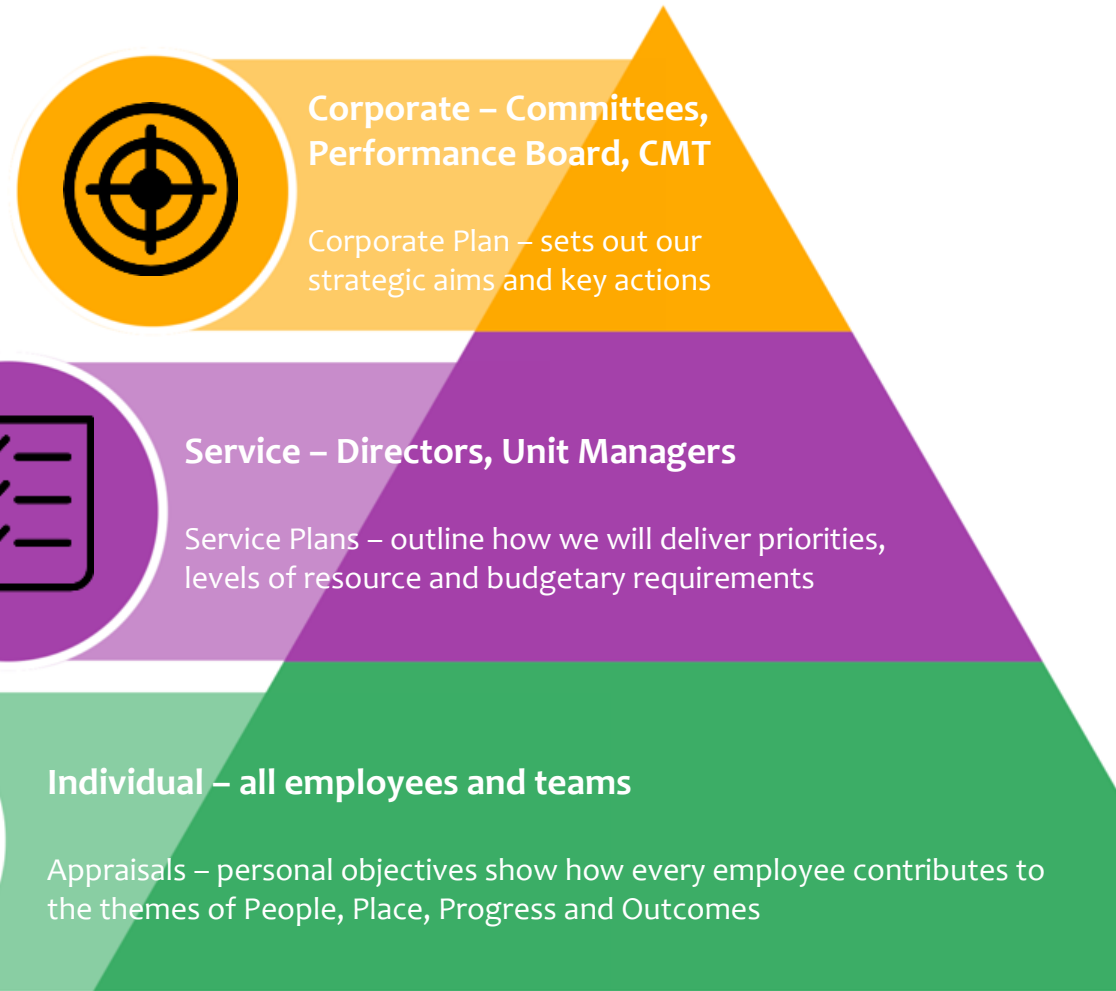 Corporate – Committees,
Performance Board, CMT
Corporate Plan – sets out our
strategic aims and key actions
Service – Directors, Unit Managers
Service Plans – outline how we will deliver priorities,
levels of resource and budgetary requirements
Individual – all employees and teams
Appraisals – personal objectives show how every employee contributes to
the themes of People, Place, Progress and Outcomes